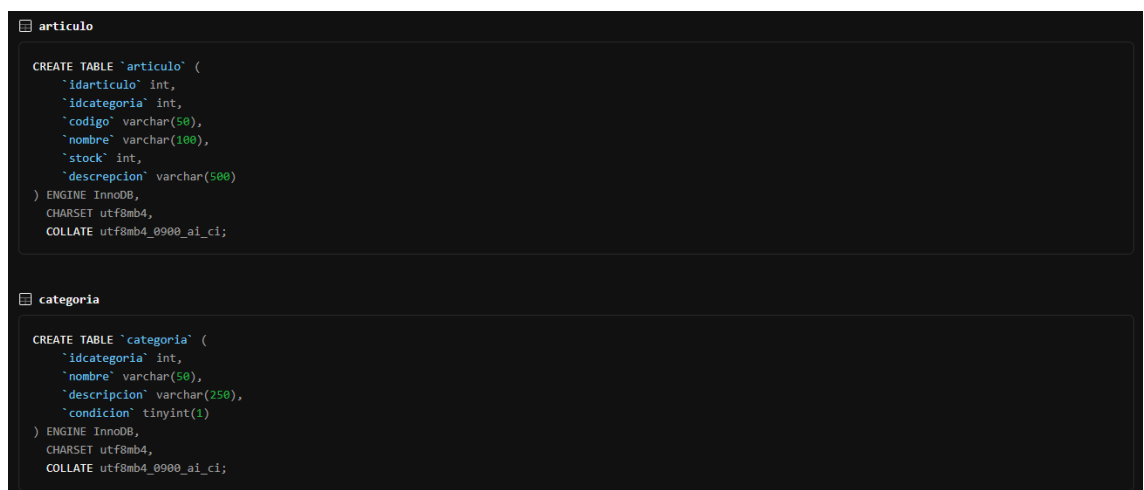 articulo
CREATE TABLE `articulo` (
`idarticulo` int,
`idcategoria` int,
`codigo` varchar(50),
`nombre` varchar(100),
`stock` int,
`descrepcion` varchar(500)
) ENGINE InnoDB,
CHARSET utf8mb4,
COLLATE utf8mb4_0900_ai_ci;
categoria
CREATE TABLE `categoria` (
`idcategoria` int,
`nombre` varchar(50),
`descripcion` varchar(250),
`condicion` tinyint(1)
) ENGINE InnoDB,
CHARSET utf8mb4,
COLLATE utf8mb4_0900_ai_ci;